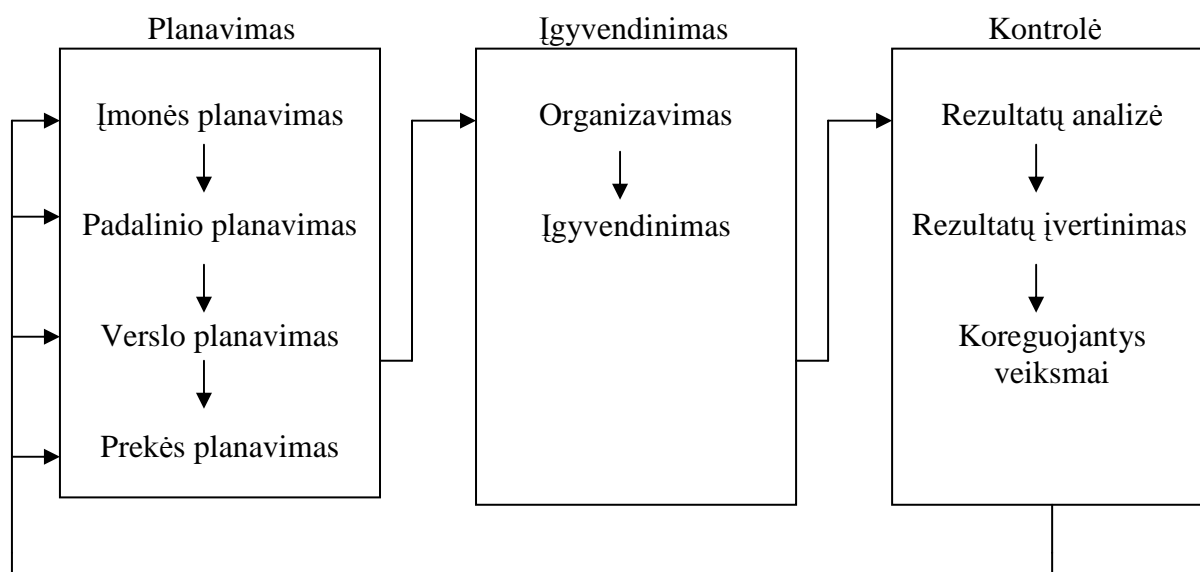 Planavimas
Įmonės planavimas
Padalinio planavimas
Verslo planavimas
Prekės planavimas
Įgyvendinimas
Organizavimas
Įgyvendinimas
Kontrolė
Rezultatų analizė
Rezultatų įvertinimas
Koreguojantys
veiksmai